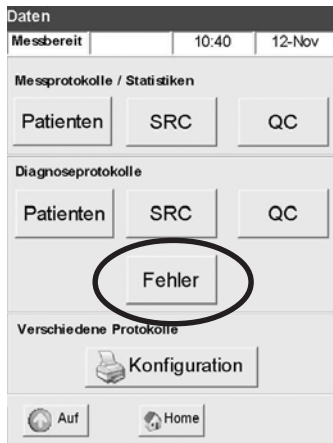 Daten
Messbereit 10:40 12-Nov
Messprotokolle / Statistiken
Patienten SRC QC
Diagnoseprotokolle
Patienten SRC QC
Fehler
Verschiedene Protokolle
Konfiguration
Auf Home